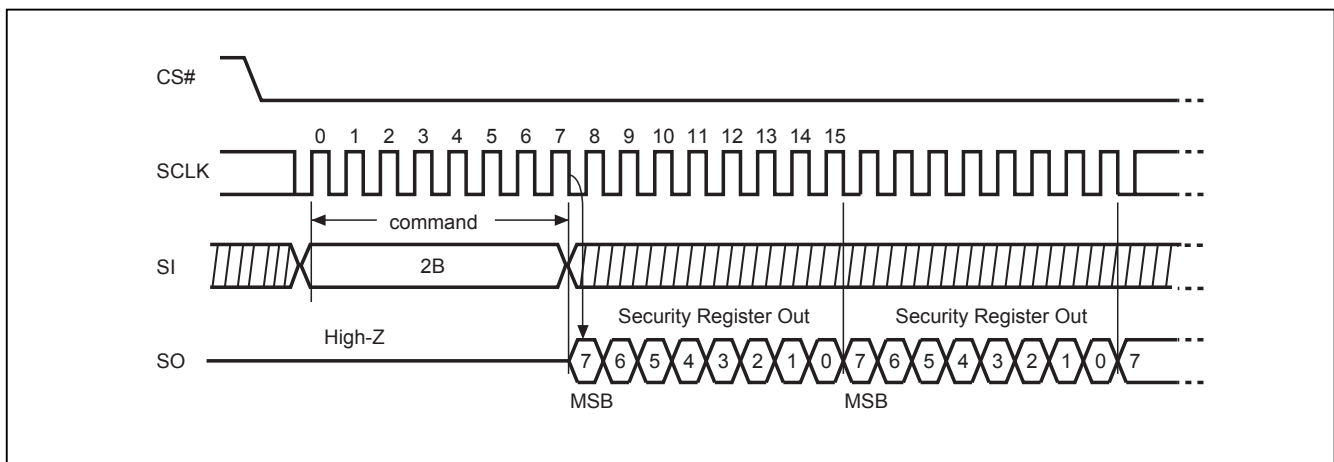 CS#
0 1 2 3 4 5 6 7 8 9 10 11 12 13 14 15
SCLK
command
SI
2B
Security Register Out Security Register Out
High-Z
SO
7 6 5 4 3 2 1 0 7 6 5 4 3 2 1 0 7
MSB MSB